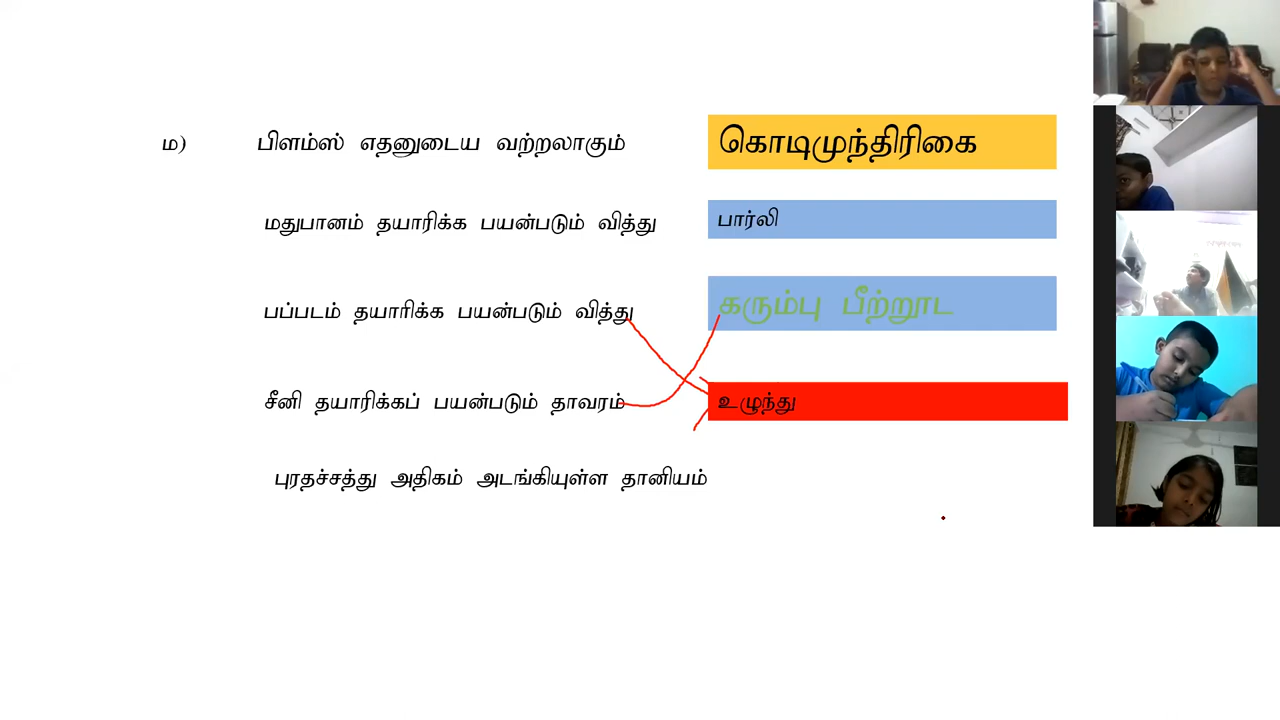 ம) பிளம்ஸ் எதனுடைய வற்றலாகும் கொடிமுந்திரிகை
மதுபானம் தயாரிக்க பயன்படும் வித்து பார்லி
பப்படம் தயாரிக்க பயன்படும் வித்து கரும்பு பீற்றூட
சீனி தயாரிக்கப் பயன்படும் தாவரம் உழுந்து
புரதச்சத்து அதிகம் அடங்கியுள்ள தானியம்